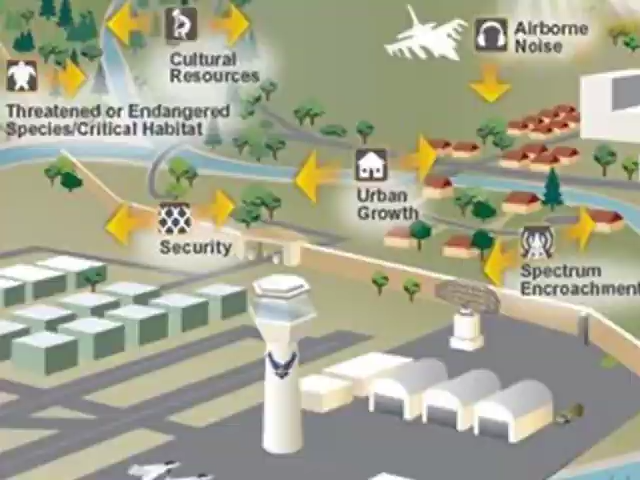 Airborne
Noise
Cultural
Resources
Threatened or Endangered
Species/Critical Habitat
Urban
Growth
Security
Spectrum
Encroachment